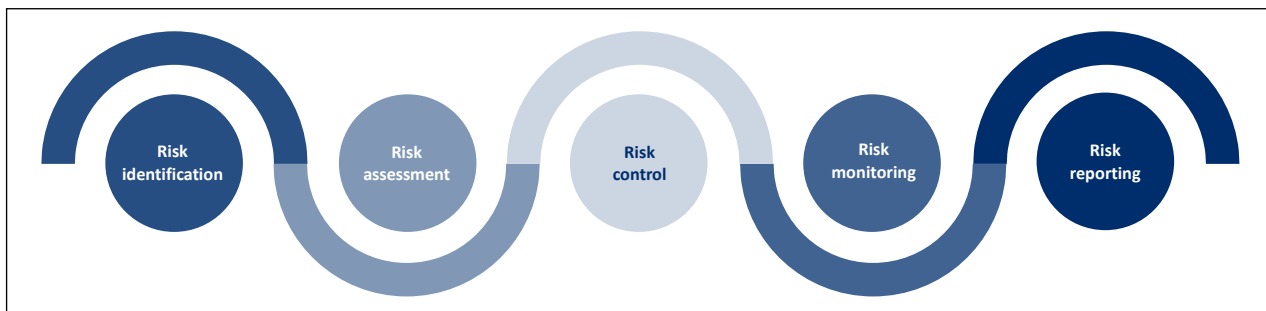 Risk
identification
Risk
assessment
Risk
control
Risk
monitoring
Risk
reporting